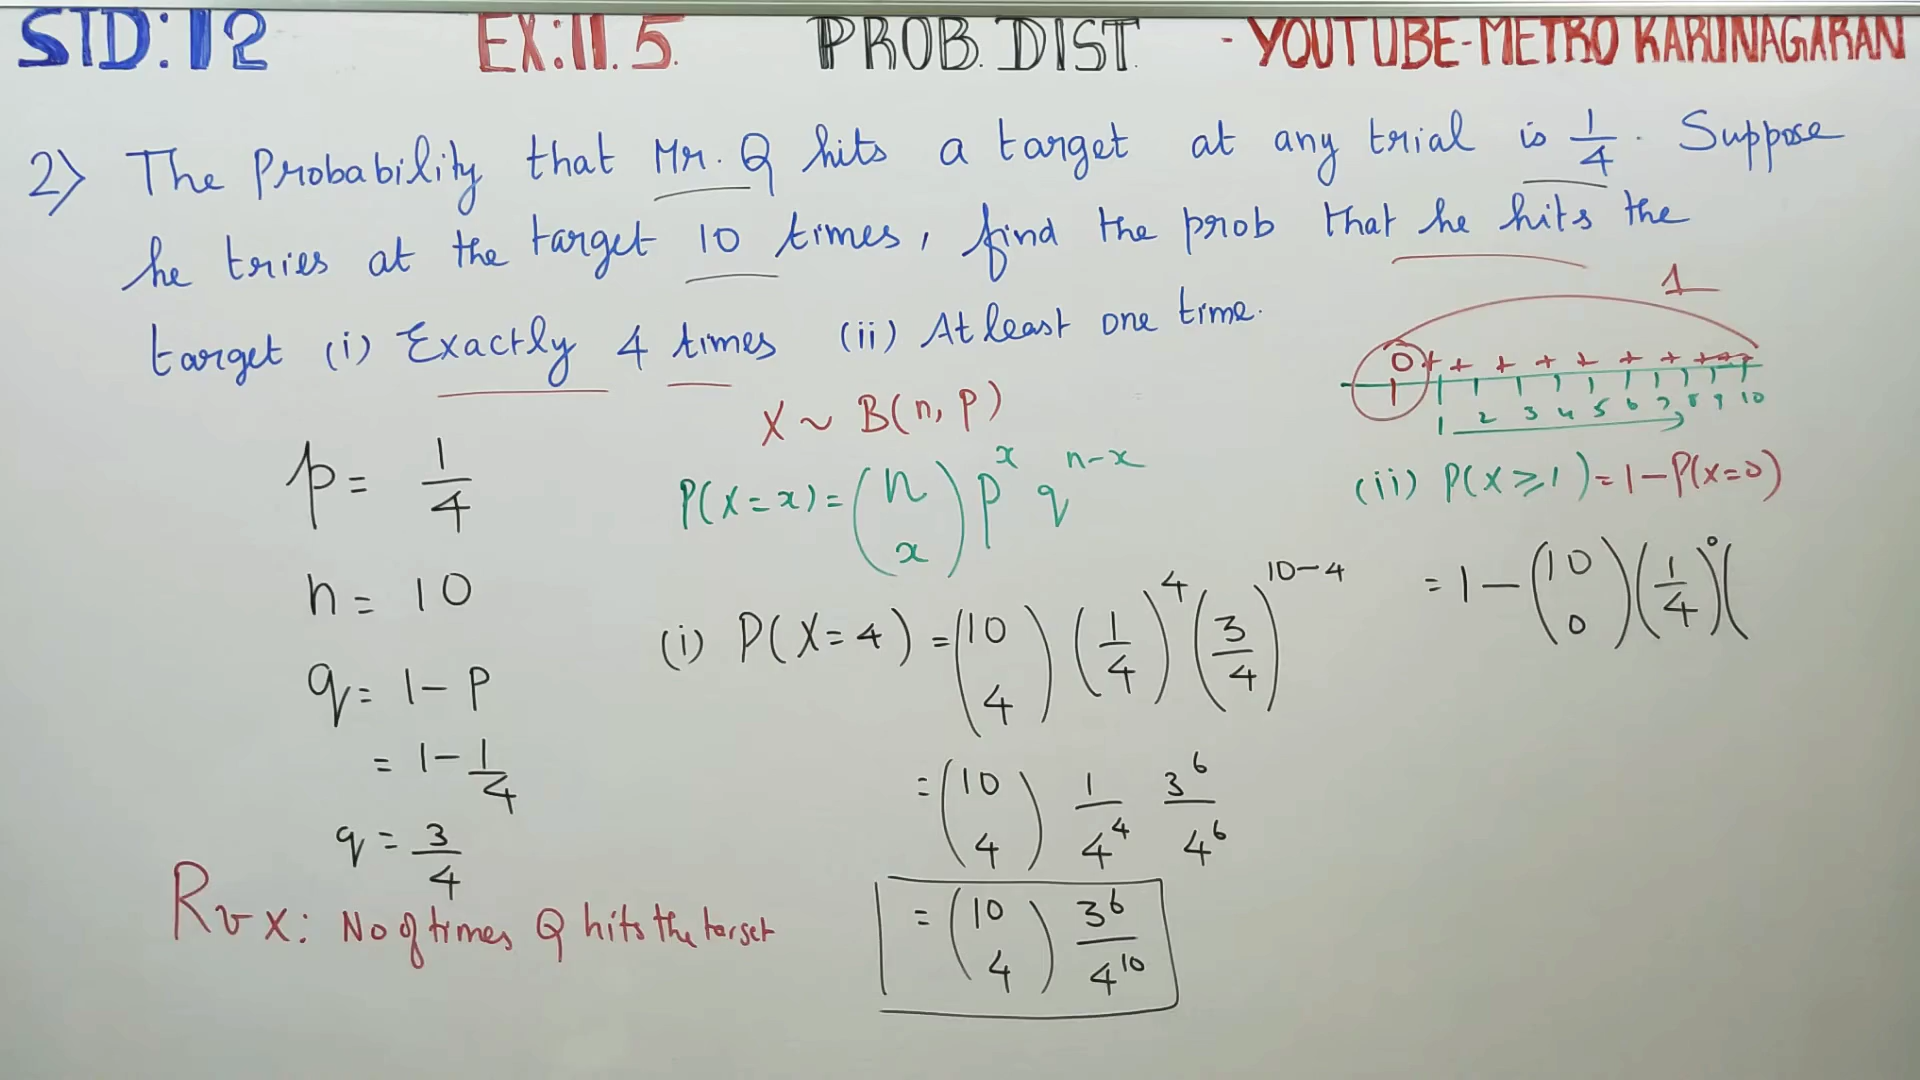 STD:12 EX:11.5. PROB. DIST. - YOUTUBE-METRO KARUNAGARAN
2) The Probability that Mr. Q hits a target at any trial is 1/4. Suppose
he tries at the target 10 times, find the prob that he hits the
target (i) Exactly 4 times (ii) At least one time.
1
0 + + + + + + + + +
1 2 3 4 5 6 7 8 9 10
X ~ B(n, p)
P(X = x) = (n x) p^x q^(n-x)
p = 1/4
n = 10
q = 1 - P
= 1 - 1/4
q = 3/4
R v X: No of times Q hits the target
(i) P(X = 4) = (10 4) (1/4)^4 (3/4)^(10-4)
= (10 4) 1/4^4 3^6/4^6
= (10 4) 3^6/4^10
(ii) P(X ≥ 1) = 1 - P(X = 0)
= 1 - (10 0) (1/4)^0 (